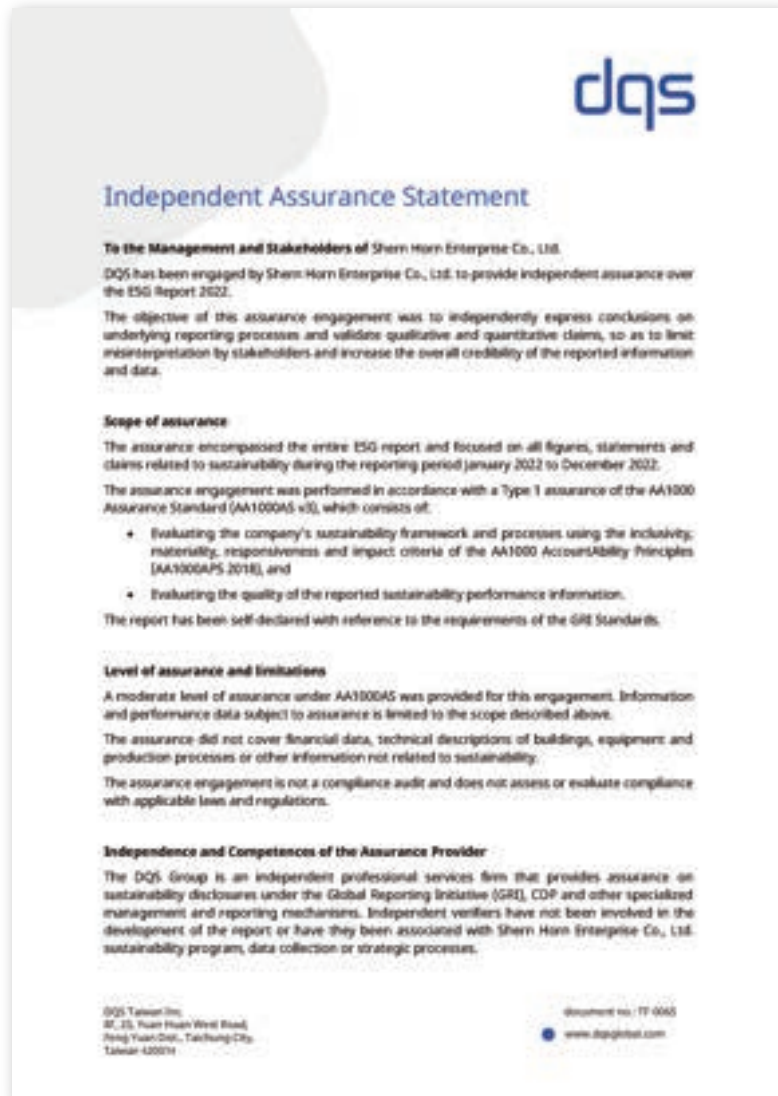 dqs
Independent Assurance Statement
To the Management and Stakeholders of Shern Horn Enterprise Co., Ltd.
DQS has been engaged by Shern Horn Enterprise Co., Ltd. to provide independent assurance over
the ESG Report 2022.
The objective of this assurance engagement was to independently express conclusions on
underlying reporting processes and validate qualitative and quantitative claims, so as to limit
misinterpretation by stakeholders and increase the overall credibility of the reported information
and data.
Scope of assurance
The assurance encompassed the entire ESG report and focused on all figures, statements and
claims related to sustainability during the reporting period January 2022 to December 2022.
The assurance engagement was performed in accordance with a Type 1 assurance of the AA1000
Assurance Standard (AA1000AS v3), which consists of:
• Evaluating the company's sustainability framework and processes using the inclusivity,
materiality, responsiveness and impact criteria of the AA1000 AccountAbility Principles
(AA1000APS 2018), and
• Evaluating the quality of the reported sustainability performance information.
The report has been self-declared with reference to the requirements of the GRI Standards.
Level of assurance and limitations
A moderate level of assurance under AA1000AS was provided for this engagement. Information
and performance data subject to assurance is limited to the scope described above.
The assurance did not cover financial data, technical descriptions of buildings, equipment and
production processes or other information not related to sustainability.
The assurance engagement is not a compliance audit and does not assess or evaluate compliance
with applicable laws and regulations.
Independence and Competences of the Assurance Provider
The DQS Group is an independent professional services firm that provides assurance on
sustainability disclosures under the Global Reporting Initiative (GRI), CDP and other specialized
management and reporting mechanisms. Independent verifiers have not been involved in the
development of the report or have they been associated with Shern Horn Enterprise Co., Ltd.
sustainability program, data collection or strategic processes.
DQS Taiwan Inc.
8F, 23, Yuan Huan West Road,
Feng Yuan Dist., Taichung City,
Taiwan
document no.: TF 0065
www.dqsglobal.com